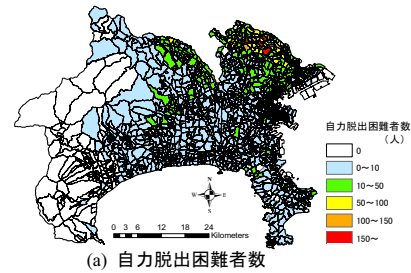 自力脱出困難者数
(人)
0
0～10
10～50
50～100
100～150
150～
N
W
E
S
0 3 6 12 18 24
Kilometers
(a) 自力脱出困難者数